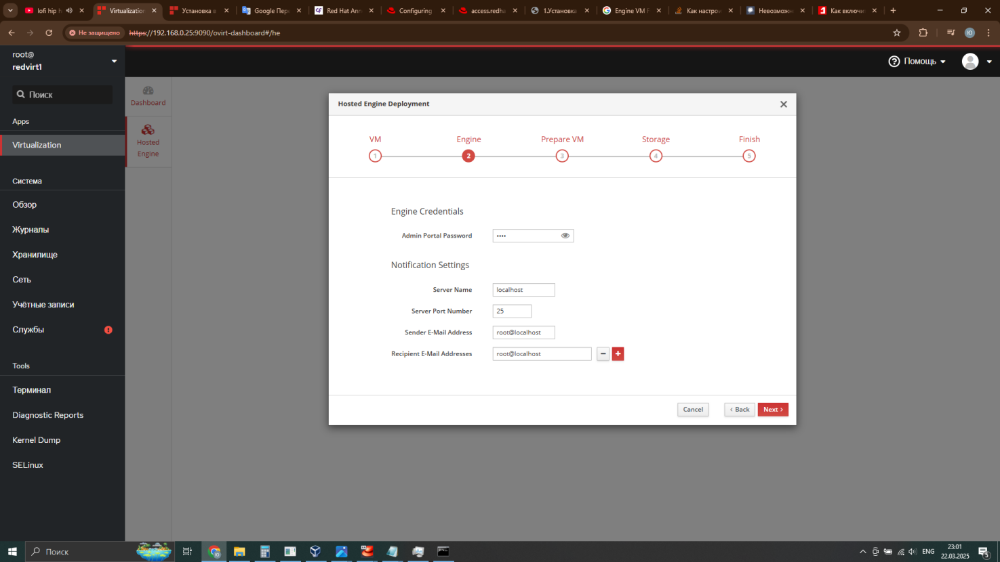 lofi hip h
Virtualizatio
Установка в
Google Пер
Red Hat Ann
Configuring
access.redha
1.Установка
Engine VM F
Как настрои
Невозможн
Как включи
Не защищено
https://192.168.0.25:9090/ovirt-dashboard#/he
root@
redvirt1
Помощь
Поиск
Dashboard
Apps
Virtualization
Hosted
Engine
Система
Обзор
Журналы
Хранилище
Сеть
Учётные записи
Службы
Tools
Терминал
Diagnostic Reports
Kernel Dump
SELinux
Hosted Engine Deployment
VM
Engine
Prepare VM
Storage
Finish
1
2
3
4
5
Engine Credentials
Admin Portal Password
••••
Notification Settings
Server Name
localhost
Server Port Number
25
Sender E-Mail Address
root@localhost
Recipient E-Mail Addresses
root@localhost
Cancel
‹ Back
Next ›
Поиск
ENG
23:01
22.03.2025
5